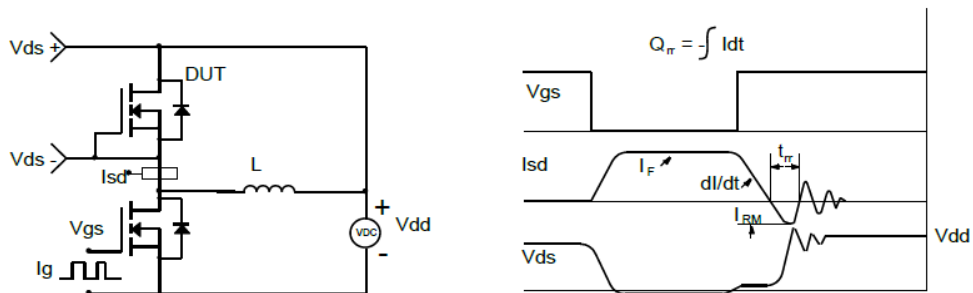 Vds +
DUT
Vds -
Isd
L
Vgs
Ig
+
VDC
-
Vdd
Qrr = -∫ Idt
Vgs
Isd
IF
dI/dt
trr
IRM
Vds
Vdd